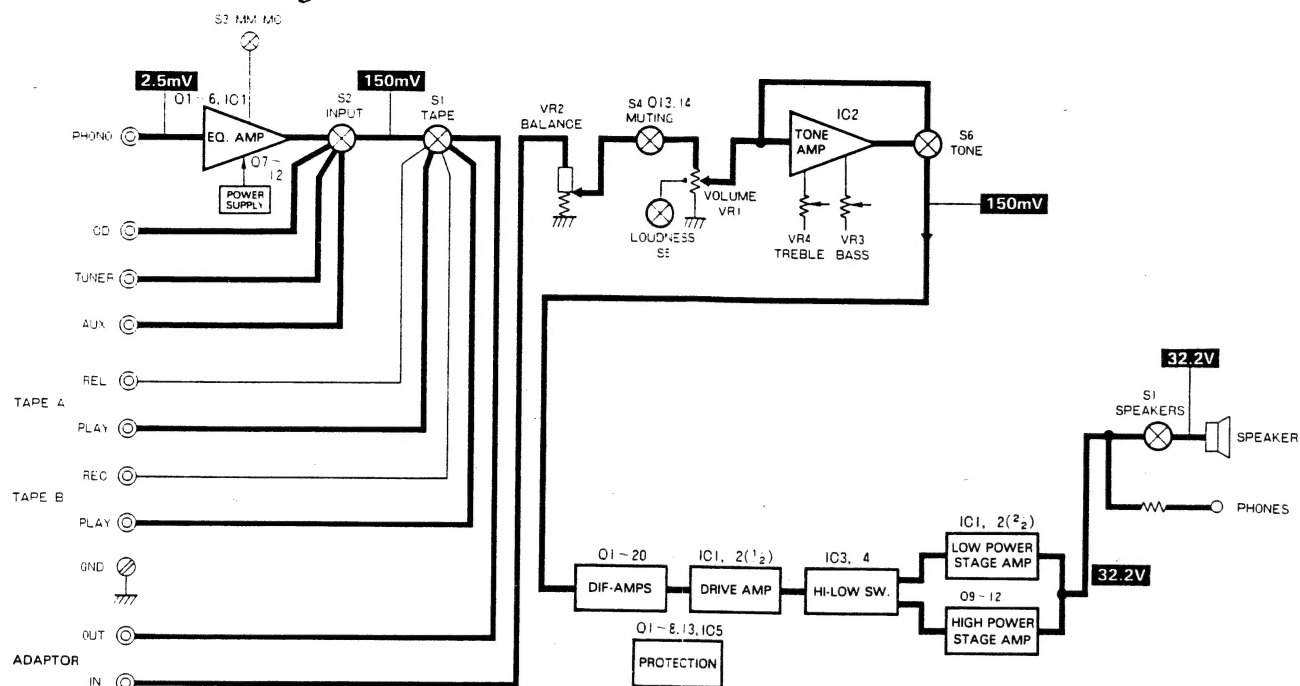 S3 MM MC
2.5mV
Q1~6, IC1
S2
INPUT
150mV
S1
TAPE
PHONO
EQ. AMP
Q7~
12
POWER
SUPPLY
CD
TUNER
AUX
TAPE A
REL
PLAY
TAPE B
REC
PLAY
GND
ADAPTOR
OUT
IN
VR2
BALANCE
S4 Q13, 14
MUTING
VOLUME
VR1
LOUDNESS
S5
IC2
TONE
AMP
S6
TONE
VR4
TREBLE
VR3
BASS
150mV
32.2V
S1
SPEAKERS
SPEAKER
PHONES
Q1~20
DIF-AMPS
IC1, 2(1/2)
DRIVE AMP
IC3, 4
HI-LOW SW.
IC1, 2(2/2)
LOW POWER
STAGE AMP
32.2V
Q9~12
HIGH POWER
STAGE AMP
Q1~8,13, IC5
PROTECTION